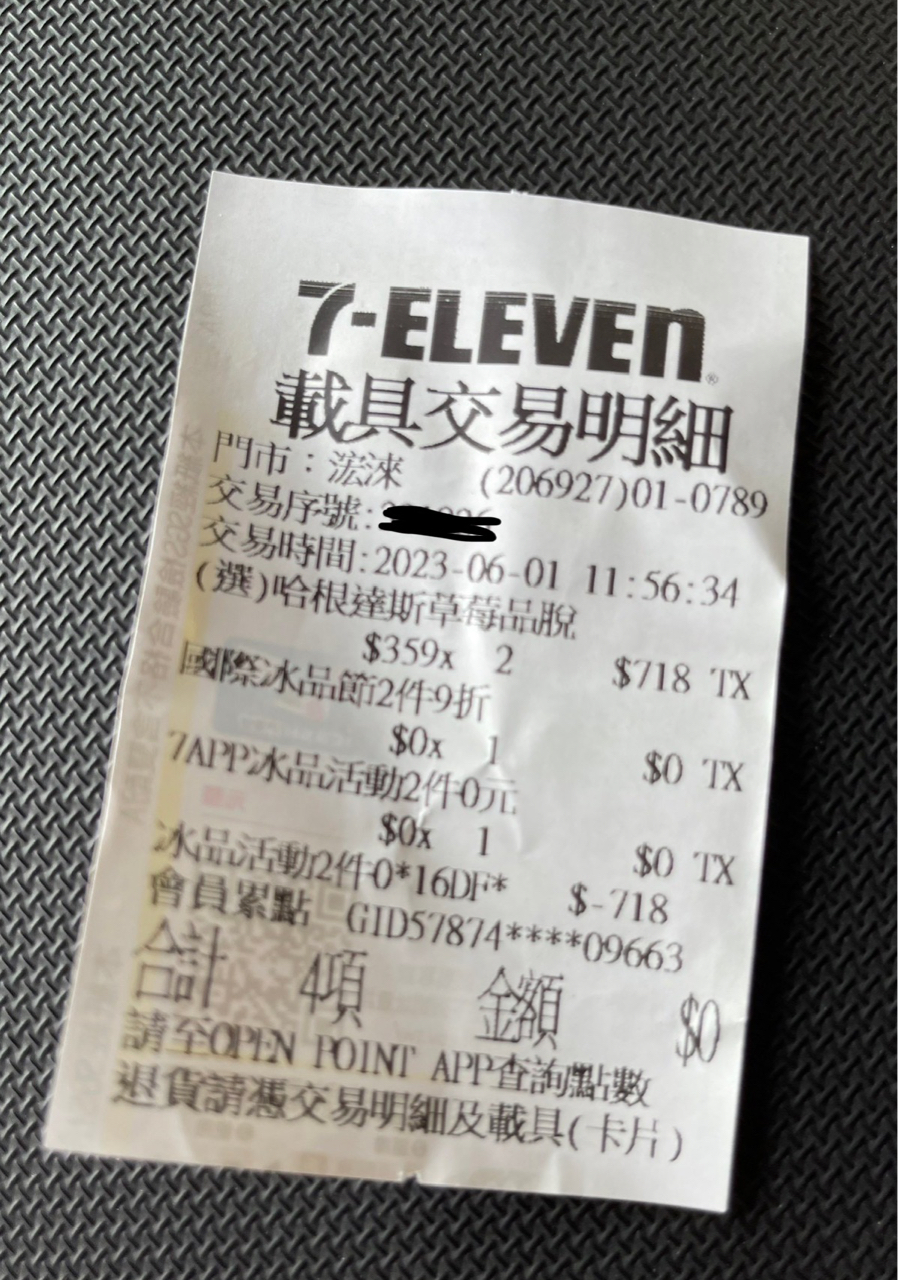 7-ELEVEN®
載具交易明細
門市：浤淶 (206927)01-0789
交易序號:
交易時間:2023-06-01 11:56:34
(選)哈根達斯草莓品脫
$359x 2 $718 TX
國際冰品節2件9折
$0x 1 $0 TX
7APP冰品活動2件0元
$0x 1 $0 TX
冰品活動2件0*16DF* $-718
會員累點 GID57874****09663
合計 4項 金額 $0
請至OPEN POINT APP查詢點數
退貨請憑交易明細及載具(卡片)